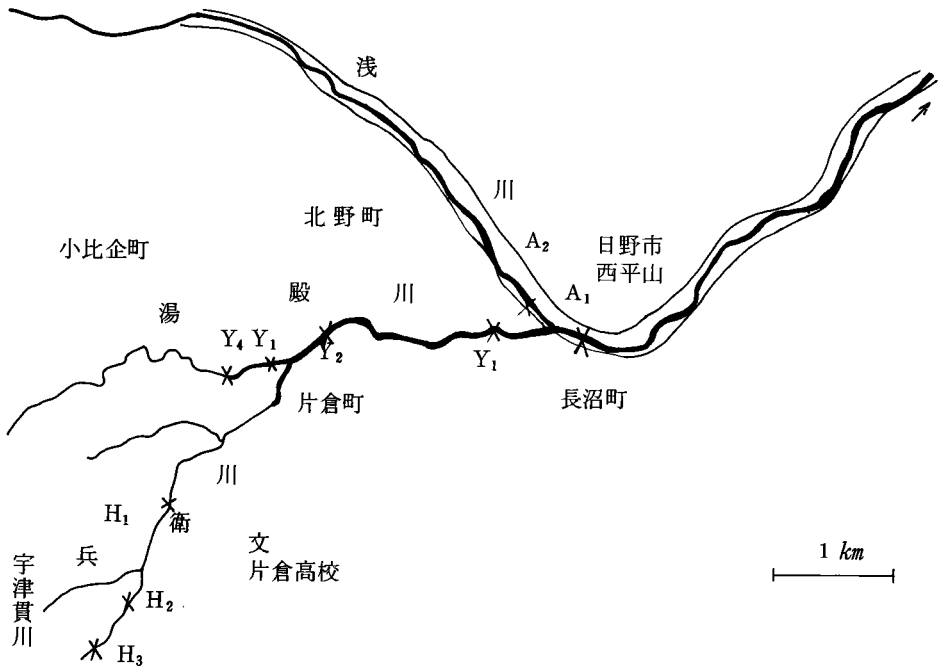 浅
川
北野町
A₂
日野市
西平山
小比企町
A₁
湯
殿
川
Y₄ Y₁
Y₂
Y₁
片倉町
長沼町
川
H₁
衛
兵
文
片倉高校
1 km
宇津貫川
H₂
H₃